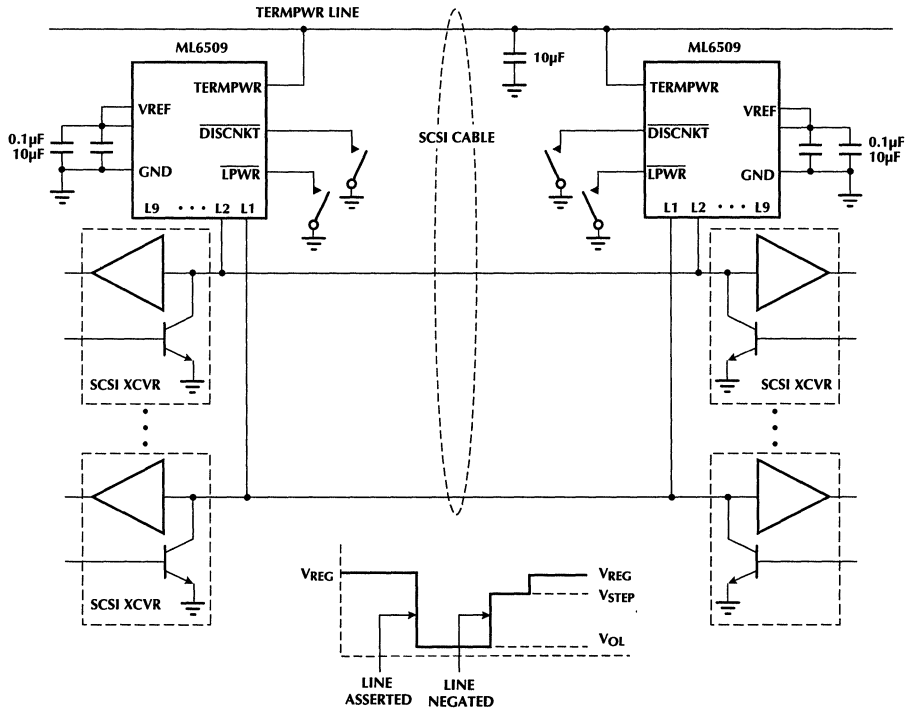 TERMPWR LINE
ML6509
ML6509
10µF
TERMPWR
TERMPWR
VREF
VREF
0.1µF
10µF
DISCNKT
SCSI CABLE
DISCNKT
0.1µF
10µF
GND
LPWR
LPWR
GND
L9 • • • L2 L1
L1 L2 • • • L9
SCSI XCVR
SCSI XCVR
VREG
VREG
VSTEP
SCSI XCVR
VOL
LINE
ASSERTED
LINE
NEGATED